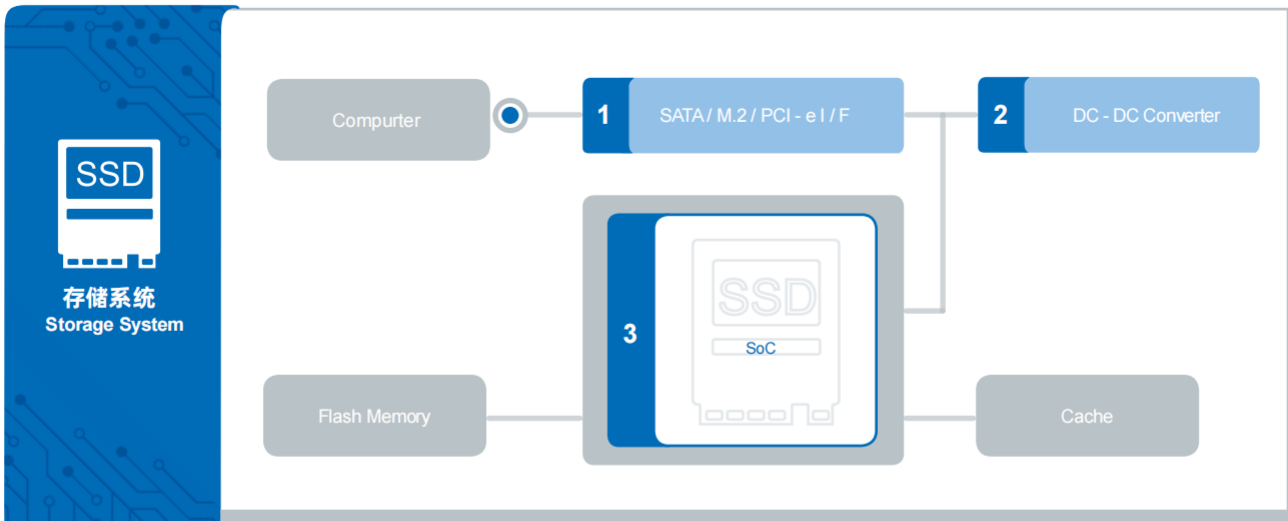 SSD
存储系统
Storage System
Compurter
1
SATA / M.2 / PCI - e I / F
2
DC - DC Converter
3
SSD
SoC
Flash Memory
Cache